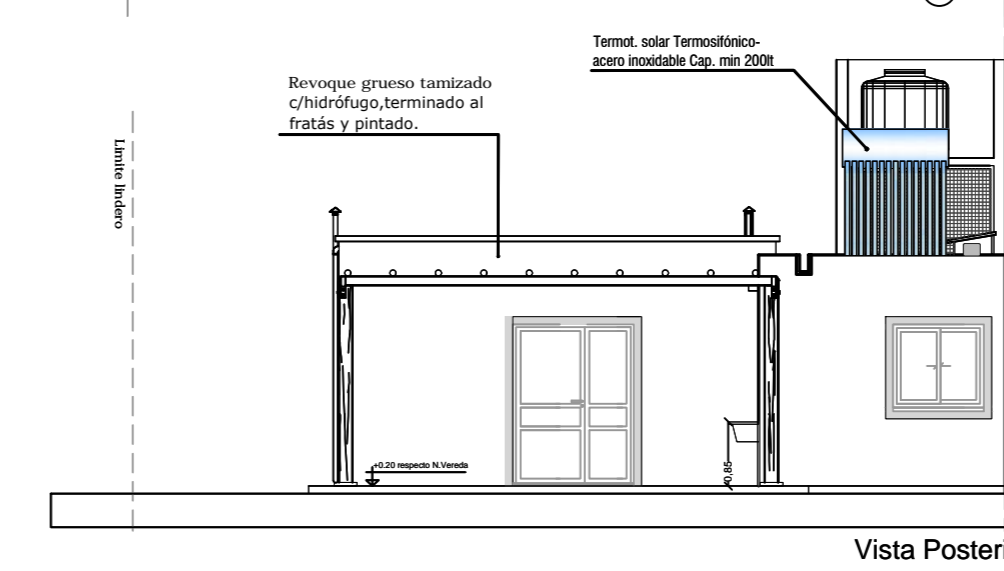 Termot. solar Termosifónico-
acero inoxidable Cap. min 200lt
Revoque grueso tamizado
c/hidrófugo,terminado al
fratás y pintado.
Límite lindero
+0.20 respecto N.Vereda
0,85
Vista Posteri